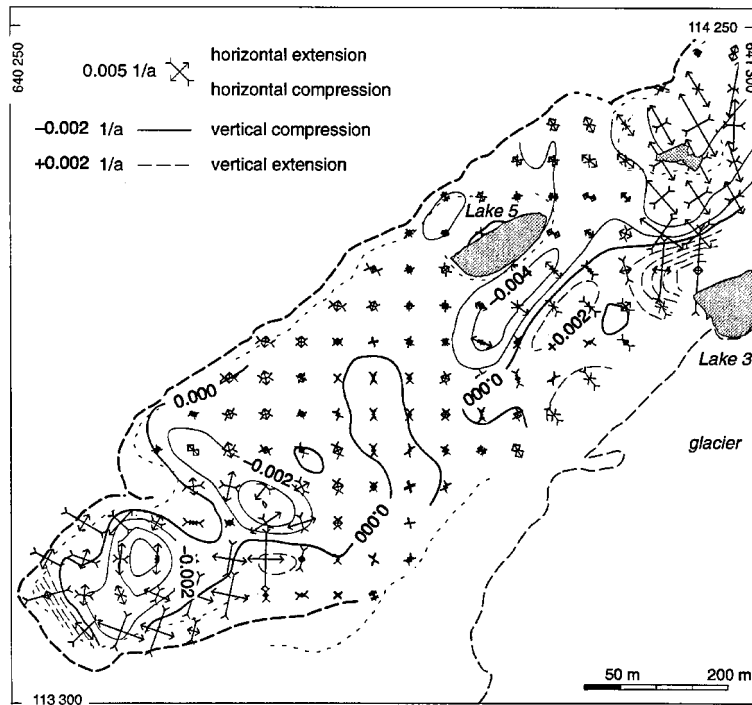 114 250
640 250
641 300
0.005 1/a horizontal extension
horizontal compression
−0.002 1/a vertical compression
+0.002 1/a vertical extension
Lake 5
−0.004
+0.002
Lake 3
0.000
0.000
glacier
−0.002
0.000
−0.002
50 m 200 m
113 300